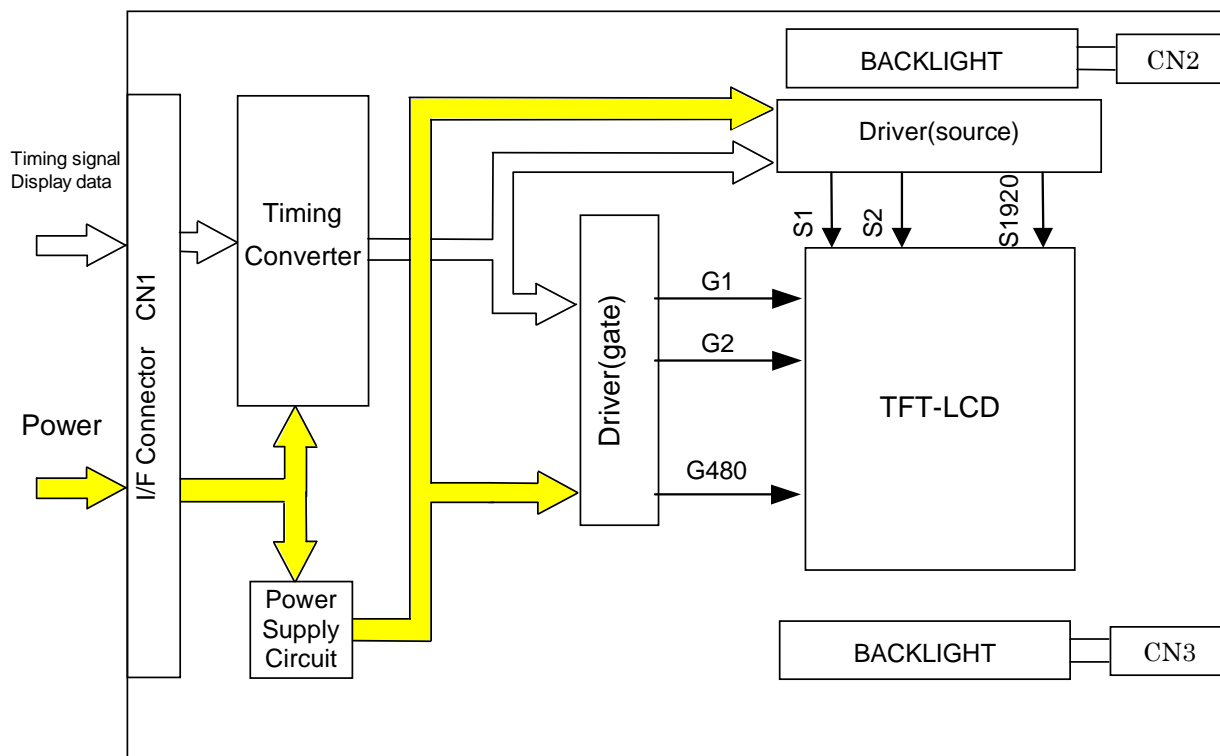 BACKLIGHT
CN2
Driver(source)
Timing signal
Display data
Timing
Converter
S1
S2
S1920
I/F Connector CN1
G1
G2
G480
Driver(gate)
TFT-LCD
Power
Power
Supply
Circuit
BACKLIGHT
CN3